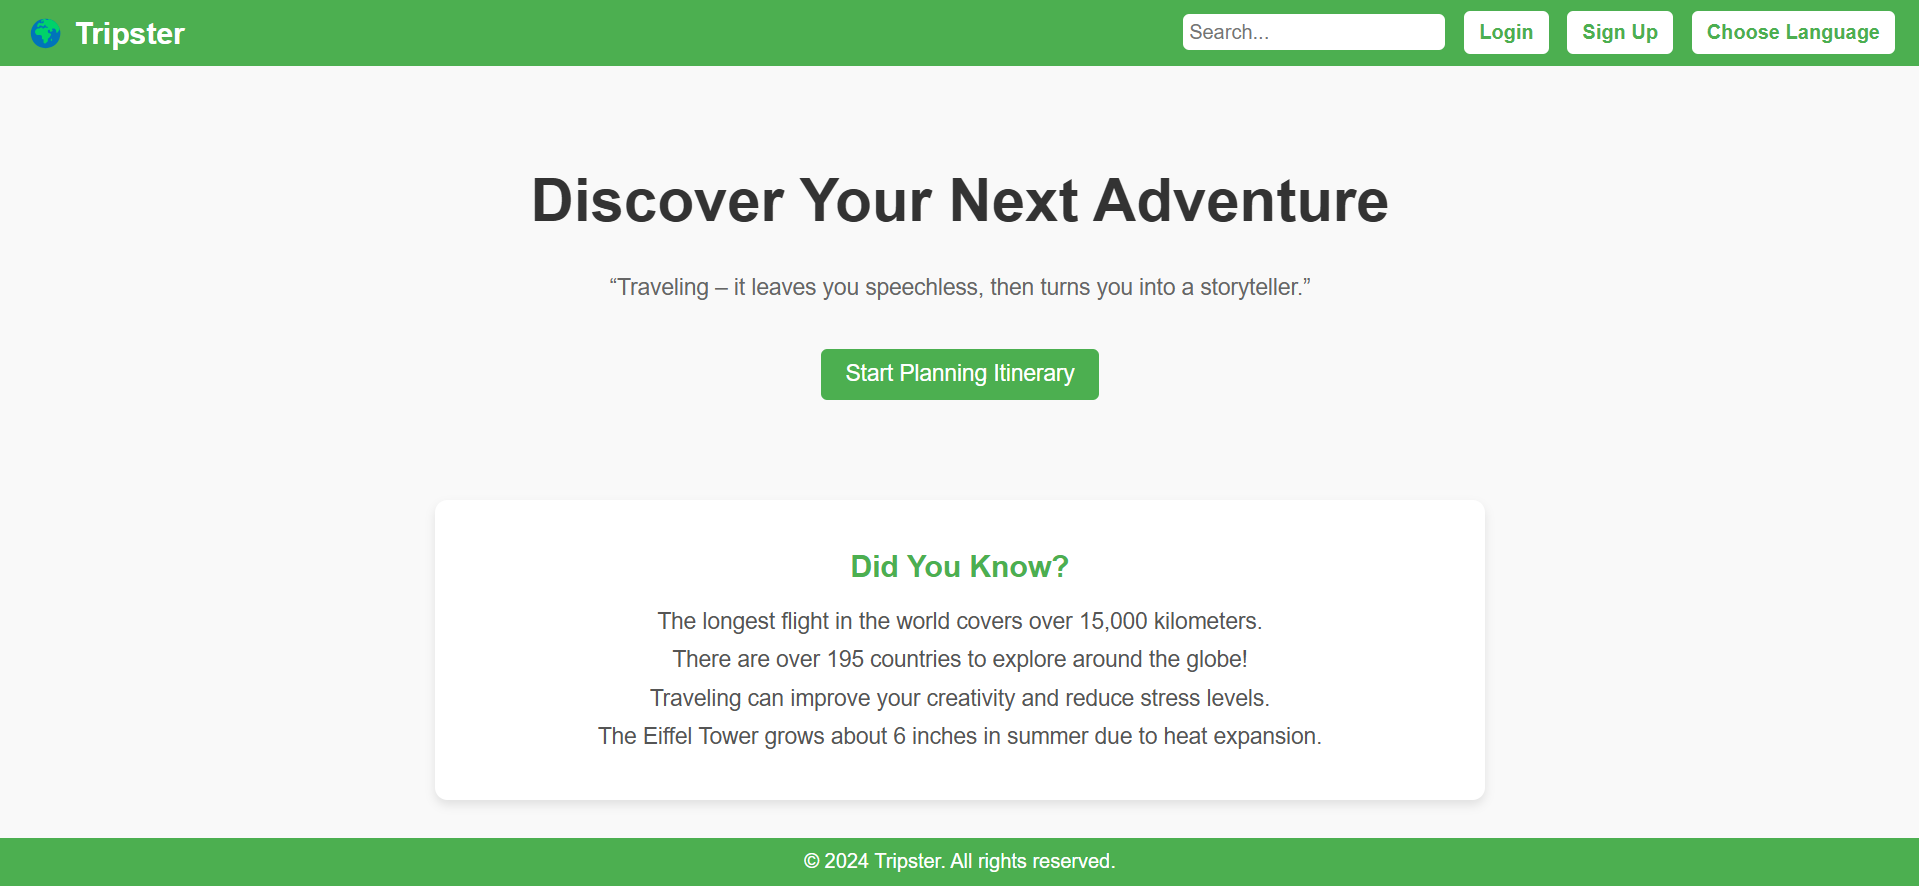 Tripster
Search...
Login
Sign Up
Choose Language
Discover Your Next Adventure
“Traveling – it leaves you speechless, then turns you into a storyteller.”
Start Planning Itinerary
Did You Know?
The longest flight in the world covers over 15,000 kilometers.
There are over 195 countries to explore around the globe!
Traveling can improve your creativity and reduce stress levels.
The Eiffel Tower grows about 6 inches in summer due to heat expansion.
© 2024 Tripster. All rights reserved.